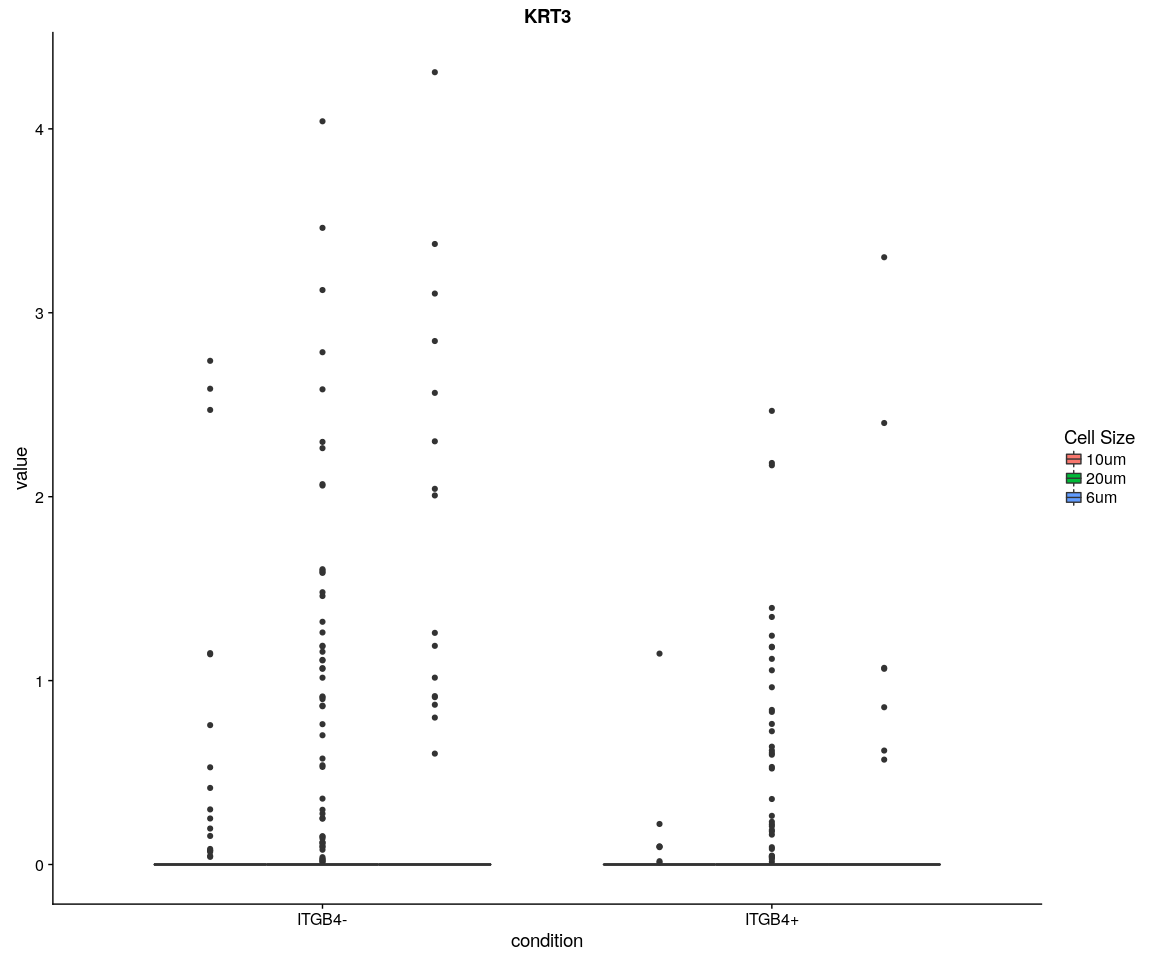 KRT3
value
4
3
2
1
0
ITGB4-
ITGB4+
condition
Cell Size
10um
20um
6um